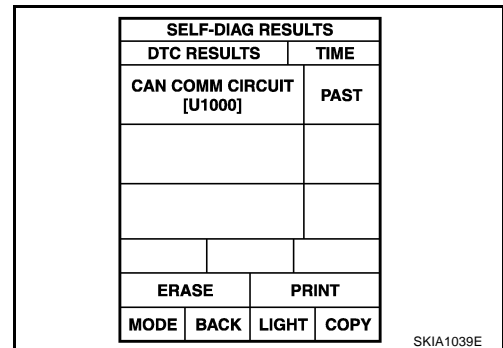 SELF-DIAG RESULTS
DTC RESULTS TIME
CAN COMM CIRCUIT
[U1000]
PAST
ERASE PRINT
MODE BACK LIGHT COPY
SKIA1039E